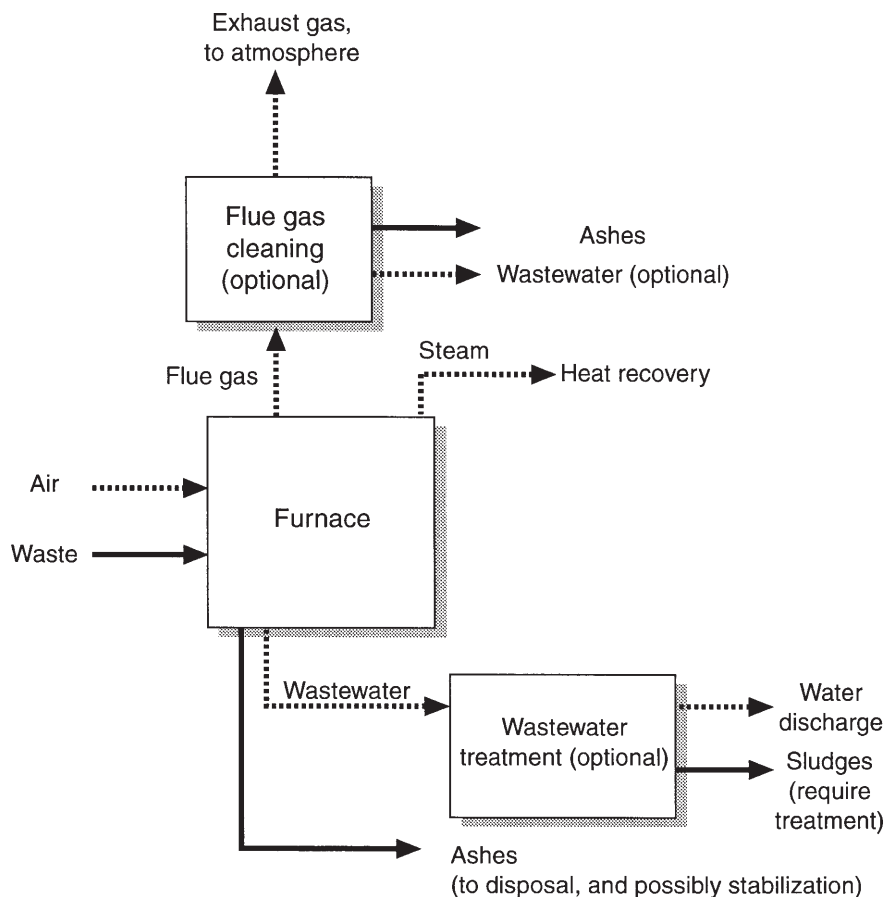 Exhaust gas,
to atmosphere
Flue gas
cleaning
(optional)
Ashes
Wastewater (optional)
Steam
Flue gas
Heat recovery
Air
Furnace
Waste
Wastewater
Water
discharge
Wastewater
treatment (optional)
Sludges
(require
treatment)
Ashes
(to disposal, and possibly stabilization)